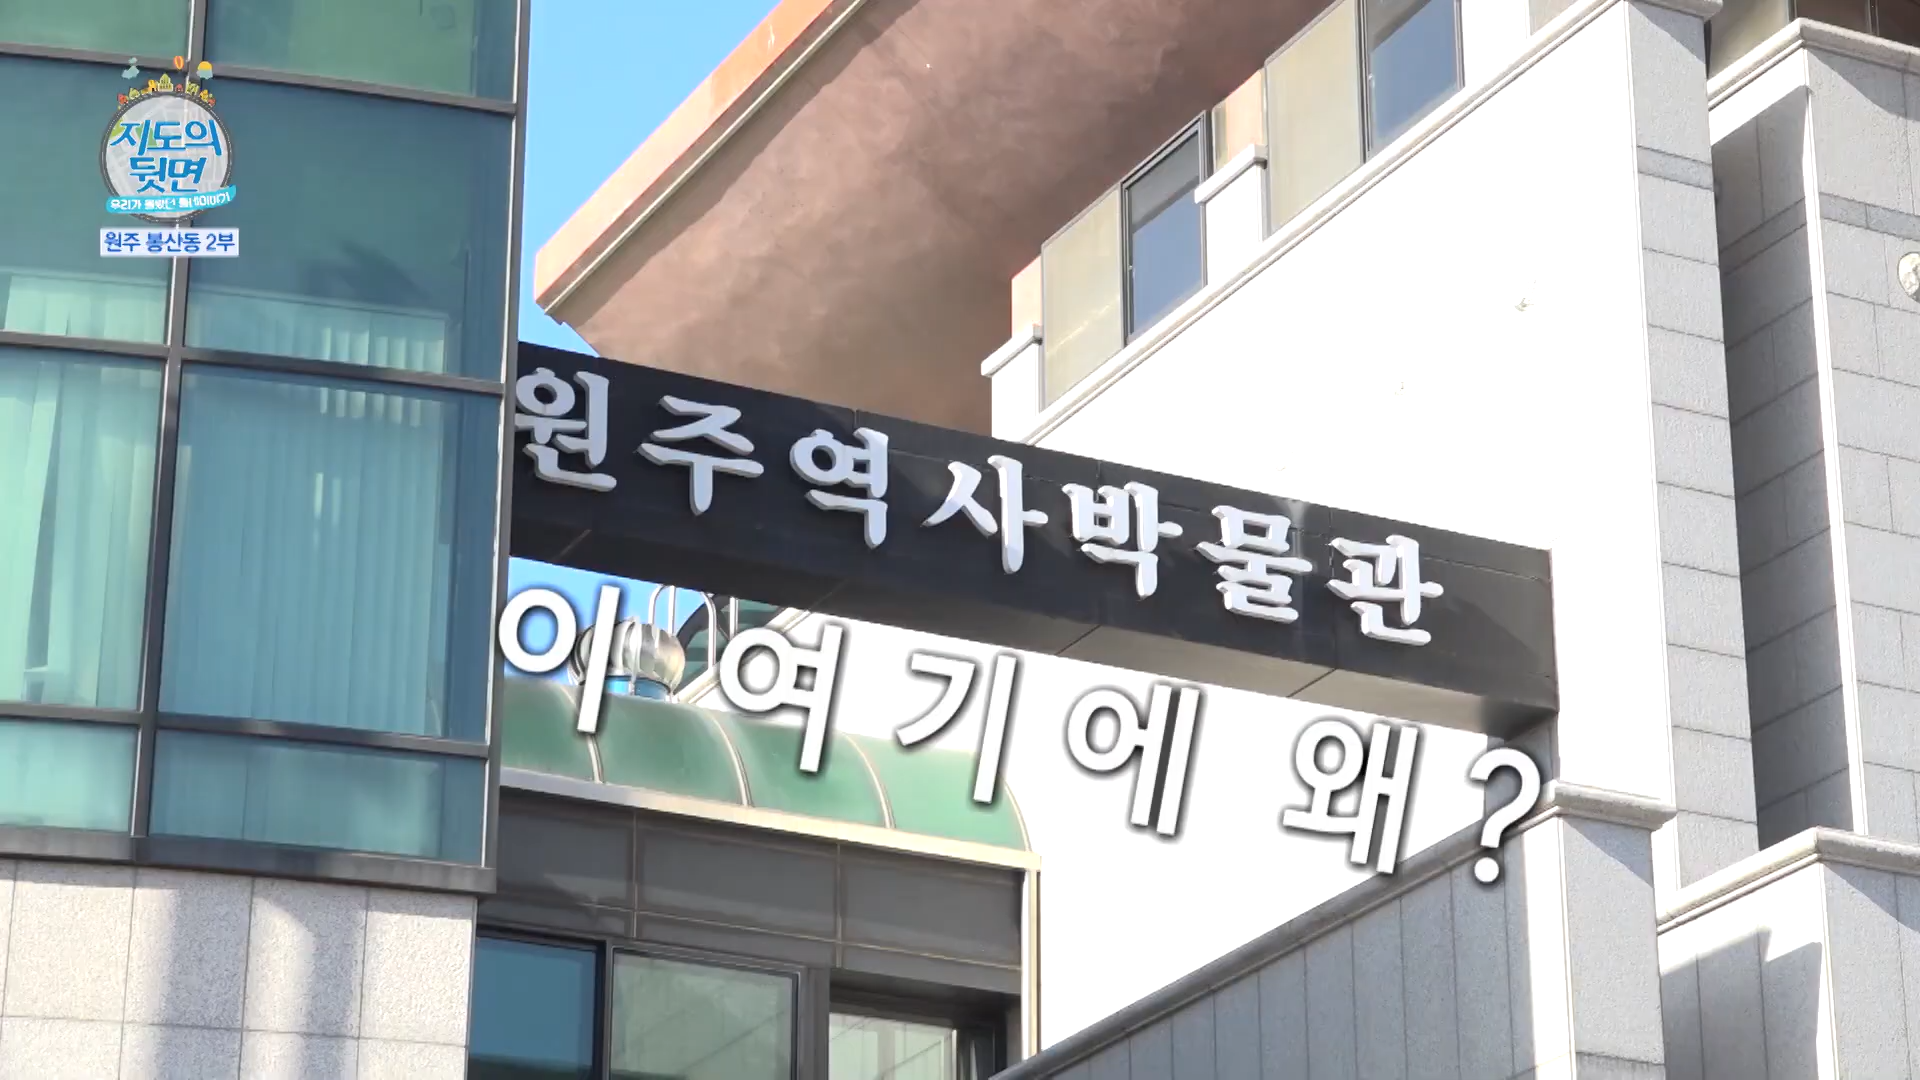 지도의
뒷면
원주 봉산동 2부
원주역사박물관
이 여기에 왜?